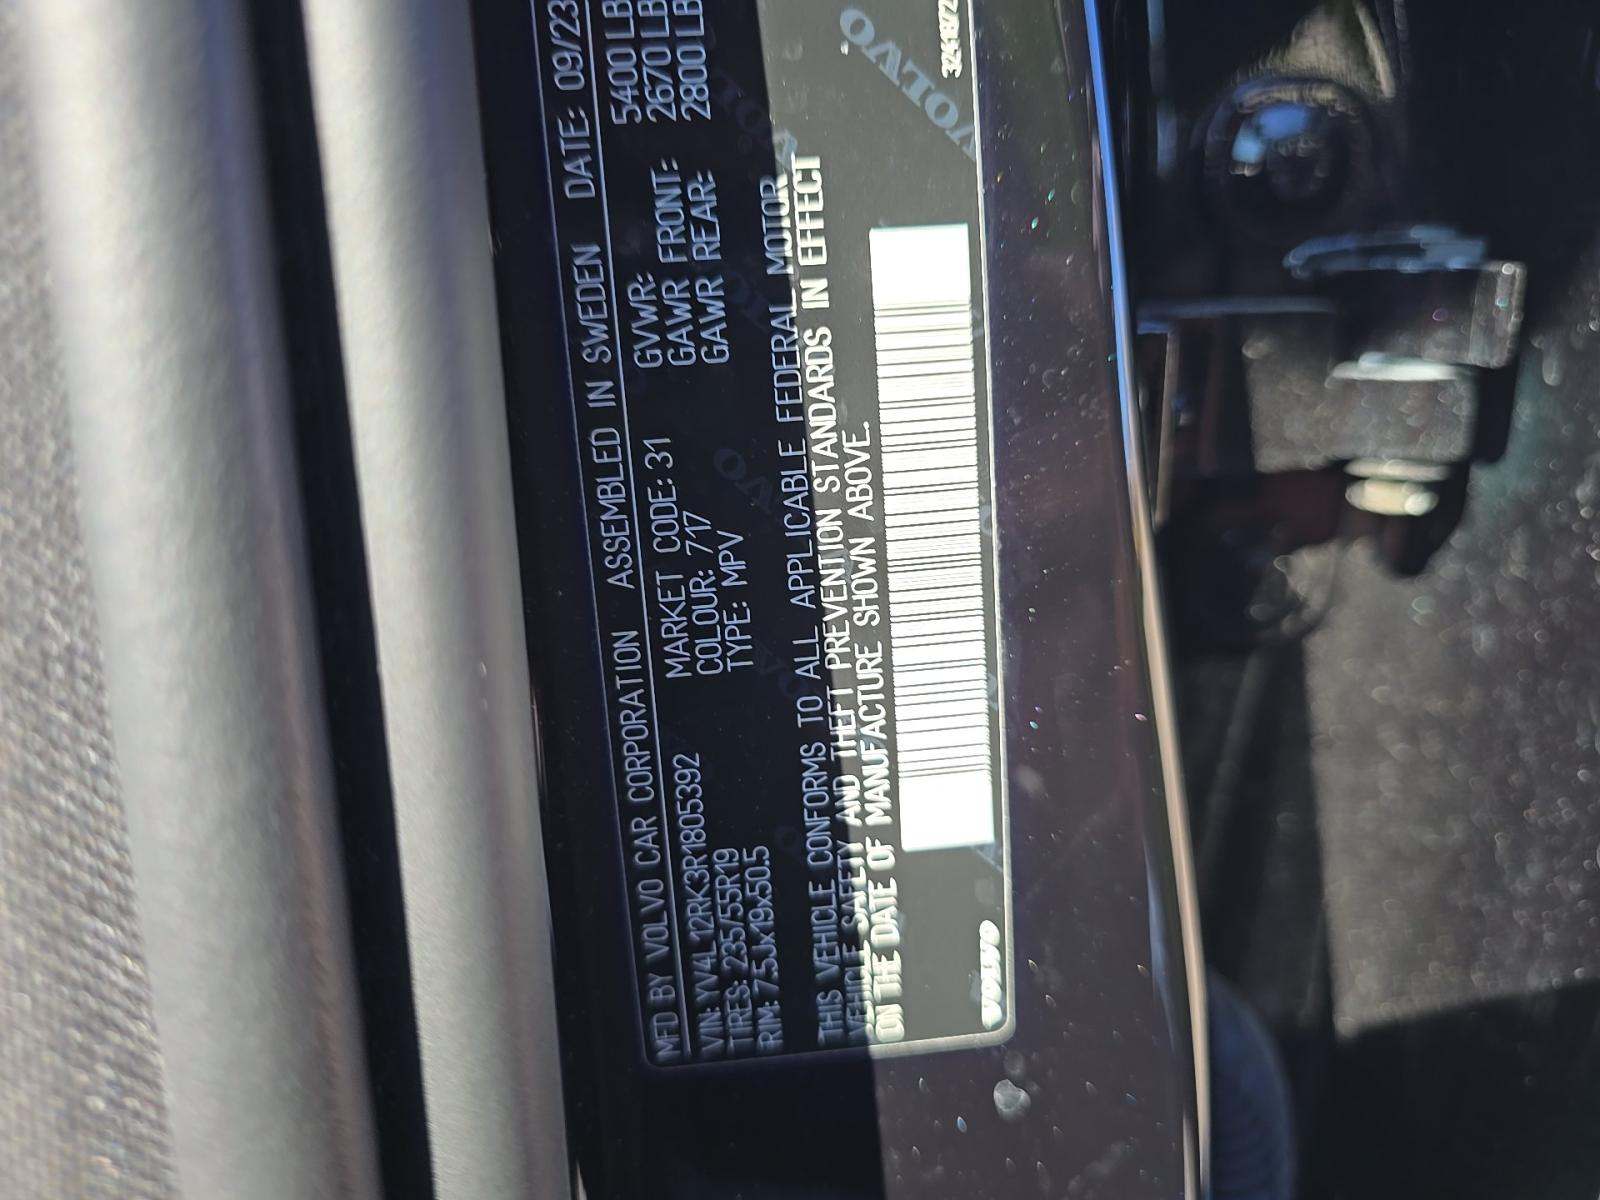 MFD BY VOLVO CAR CORPORATION ASSEMBLED IN SWEDEN DATE: 09/23
VIN: YV4L12RK3R1805392 MARKET CODE: 31 GVWR: 5400 LB
TIRES: 235/55R19 COLOUR: 717 GAWR FRONT: 2670 LB
RIM: 7.5Jx19x50.5 TYPE: MPV GAWR REAR: 2800 LB
THIS VEHICLE CONFORMS TO ALL APPLICABLE FEDERAL MOTOR
VEHICLE SAFETY AND THEFT PREVENTION STANDARDS IN EFFECT
ON THE DATE OF MANUFACTURE SHOWN ABOVE.
VOLVO